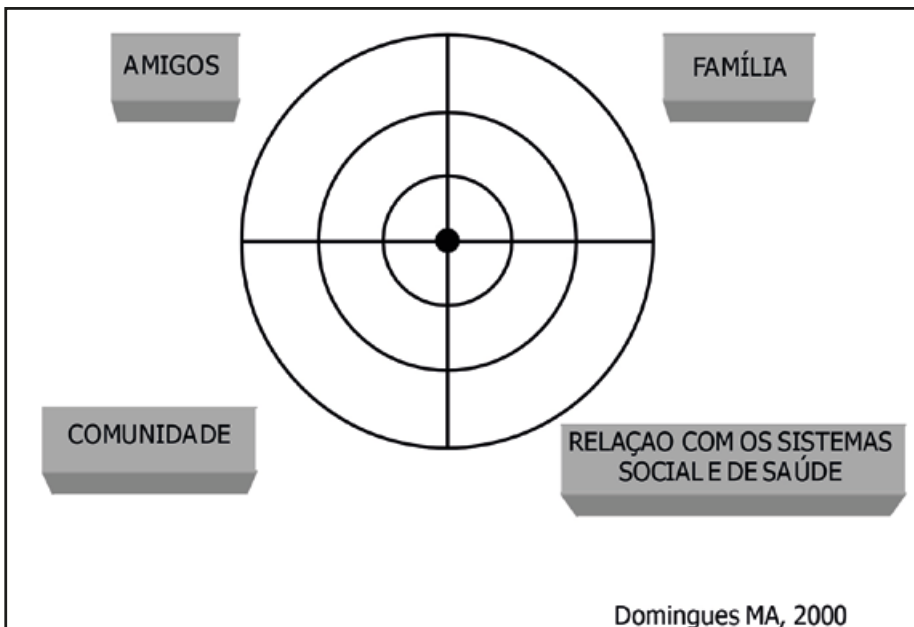 AMIGOS
FAMÍLIA
COMUNIDADE
RELAÇAO COM OS SISTEMAS
SOCIAL E DE SAÚDE
Domingues MA, 2000